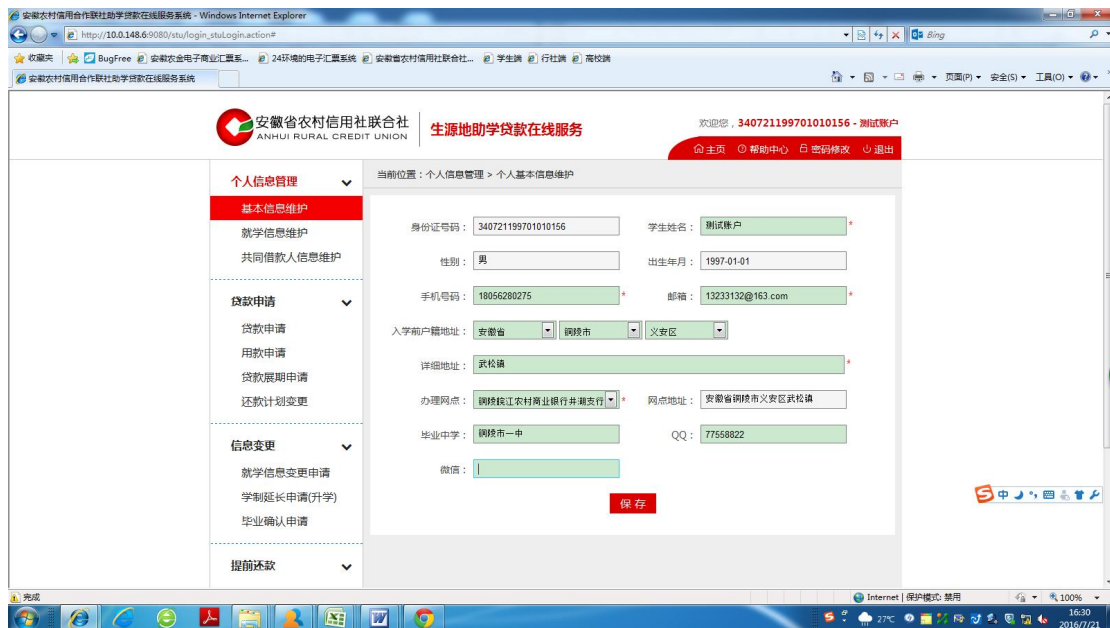 安徽农村信用合作联社助学贷款在线服务系统 - Windows Internet Explorer
http://10.0.148.6:9080/stu/login_stuLogin.action#
Bing
收藏夹 BugFree 安徽农金电子商业汇票系... 24环境的电子汇票系统 安徽省农村信用社联合社... 学生端 行社端 高校端
安徽农村信用合作联社助学贷款在线服务系统
页面(P) 安全(S) 工具(O)
安徽省农村信用社联合社
ANHUI RURAL CREDIT UNION
生源地助学贷款在线服务
欢迎您，340721199701010156 - 测试账户
主页 帮助中心 密码修改 退出
个人信息管理
基本信息维护
就学信息维护
共同借款人信息维护
贷款申请
贷款申请
用款申请
贷款展期申请
还款计划变更
信息变更
就学信息变更申请
学制延长申请(升学)
毕业确认申请
提前还款
当前位置：个人信息管理 > 个人基本信息维护
身份证号码： 340721199701010156 学生姓名： 测试账户 *
性别： 男 出生年月： 1997-01-01
手机号码： 18056280275 * 邮箱： 13233132@163.com *
入学前户籍地址： 安徽省 铜陵市 义安区
详细地址： 武松镇 *
办理网点： 铜陵皖江农村商业银行井湖支行 * 网点地址： 安徽省铜陵市义安区武松镇
毕业中学： 铜陵市一中 QQ： 77558822
微信：
保存
中
完成
Internet | 保护模式: 禁用
100%
27℃
16:30
2016/7/21